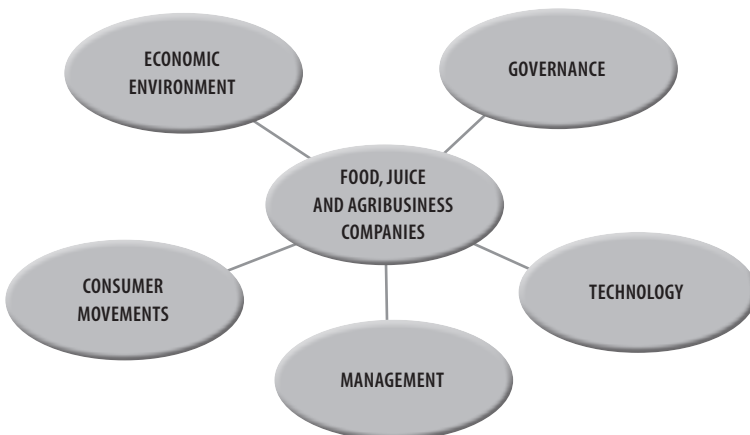 ECONOMIC
ENVIRONMENT
GOVERNANCE
FOOD, JUICE
AND AGRIBUSINESS
COMPANIES
CONSUMER
MOVEMENTS
TECHNOLOGY
MANAGEMENT